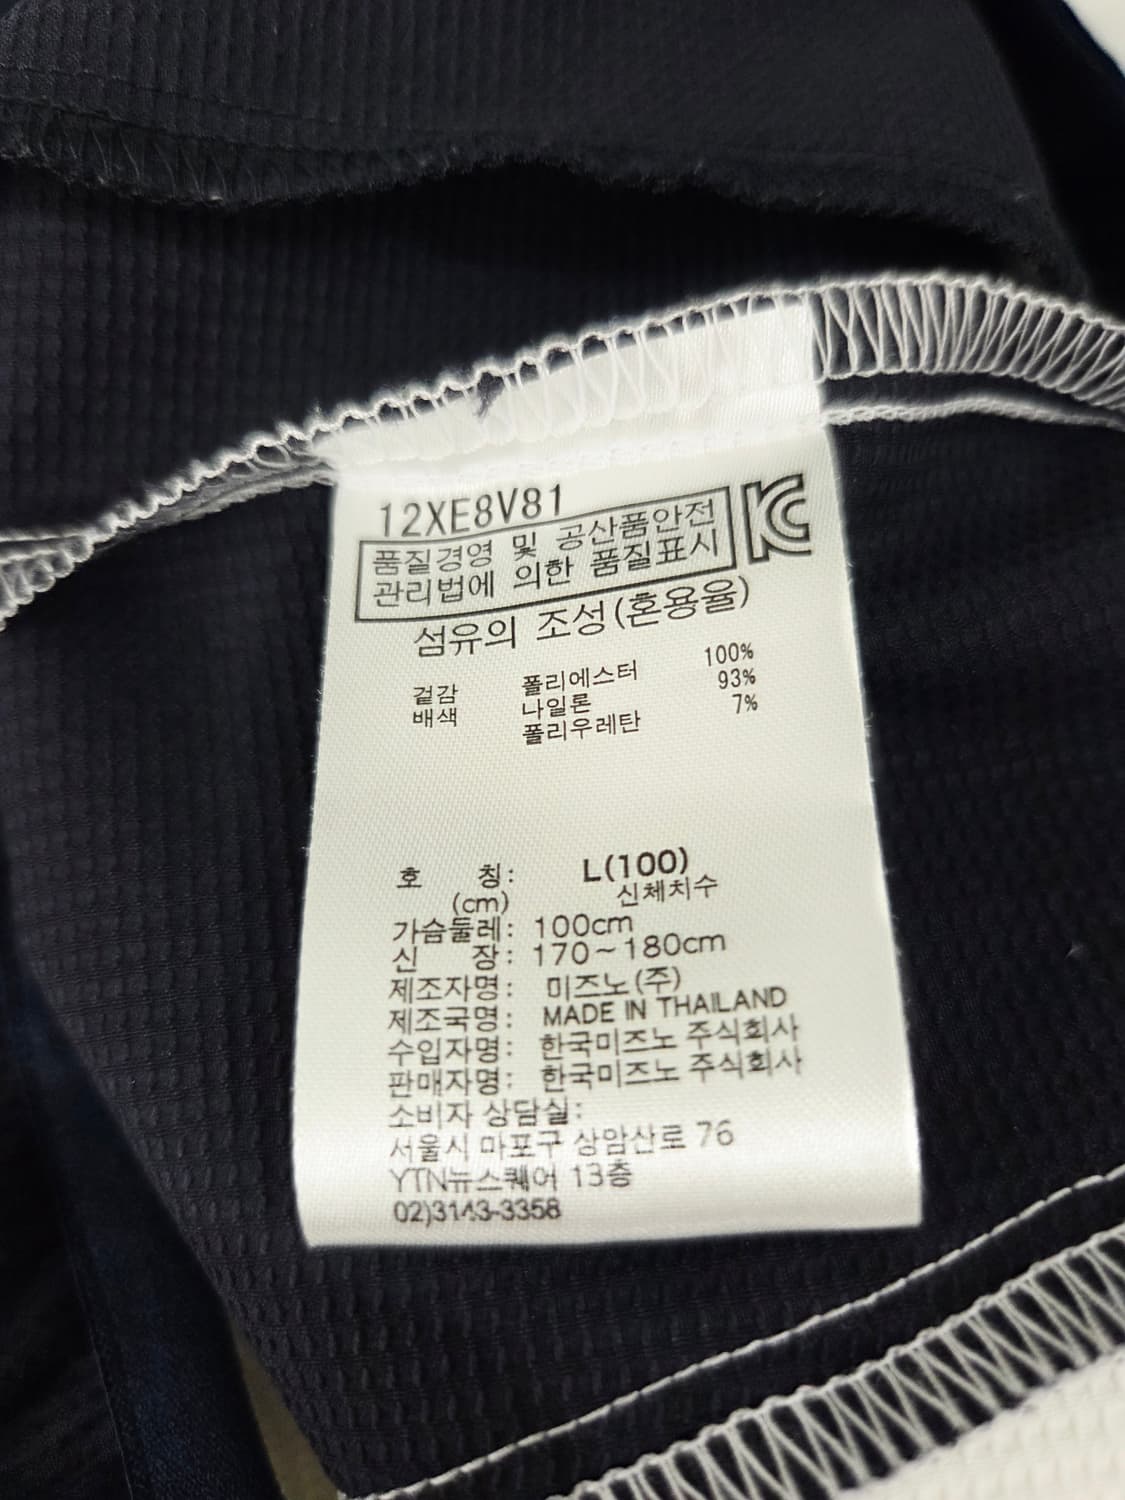 12XE8V81
품질경영 및 공산품안전
관리법에 의한 품질표시
KC
섬유의 조성(혼용율)
겉감 폴리에스터 100%
배색 나일론 93%
폴리우레탄 7%
호 칭: L(100)
(cm) 신체치수
가슴둘레: 100cm
신 장: 170~180cm
제조자명: 미즈노(주)
제조국명: MADE IN THAILAND
수입자명: 한국미즈노 주식회사
판매자명: 한국미즈노 주식회사
소비자 상담실:
서울시 마포구 상암산로 76
YTN뉴스퀘어 13층
02)3143-3358